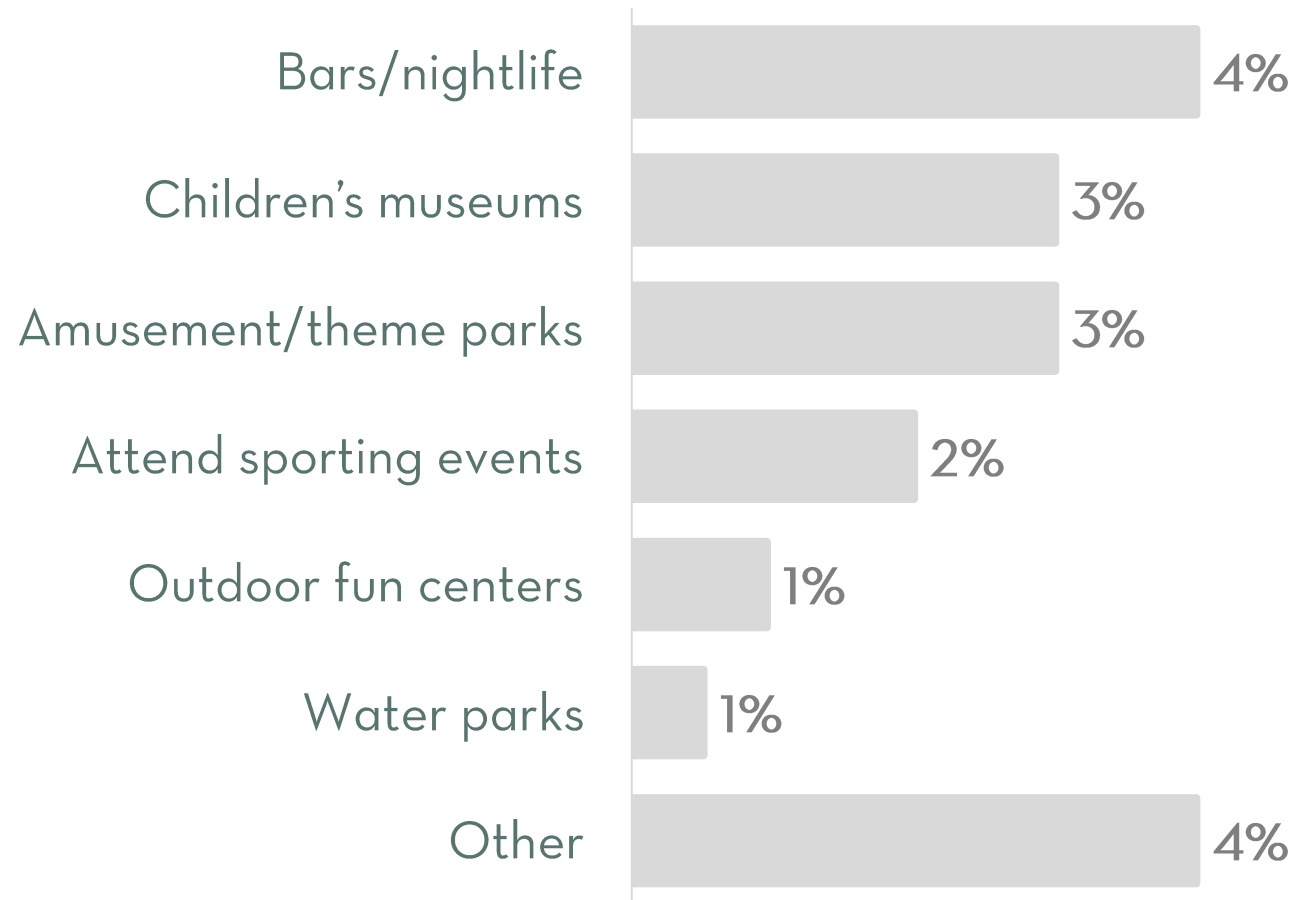 Bars/nightlife 4%
Children’s museums 3%
Amusement/theme parks 3%
Attend sporting events 2%
Outdoor fun centers 1%
Water parks 1%
Other 4%